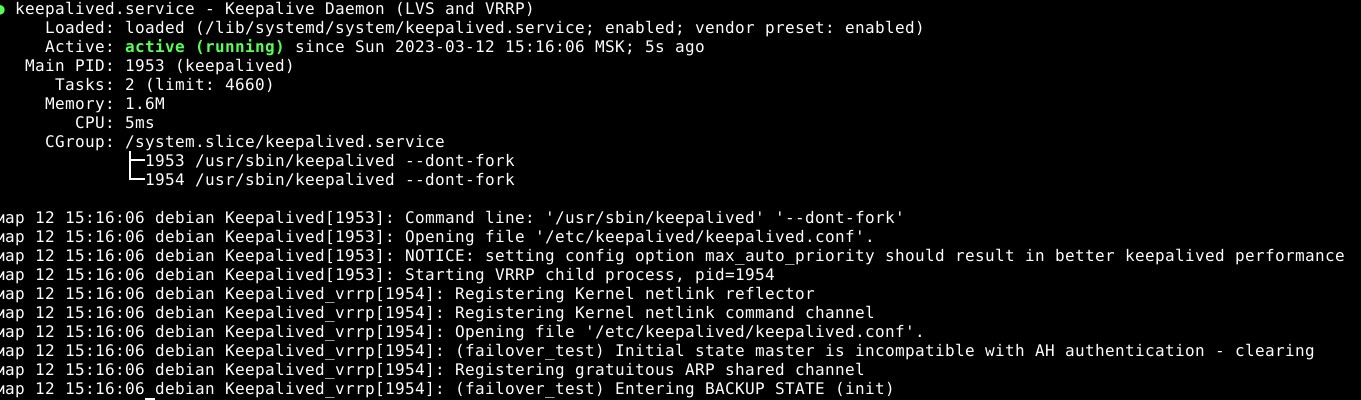 ● keepalived.service - Keepalive Daemon (LVS and VRRP)
Loaded: loaded (/lib/systemd/system/keepalived.service; enabled; vendor preset: enabled)
Active: active (running) since Sun 2023-03-12 15:16:06 MSK; 5s ago
Main PID: 1953 (keepalived)
Tasks: 2 (limit: 4660)
Memory: 1.6M
CPU: 5ms
CGroup: /system.slice/keepalived.service
├─1953 /usr/sbin/keepalived --dont-fork
└─1954 /usr/sbin/keepalived --dont-fork
мар 12 15:16:06 debian Keepalived[1953]: Command line: '/usr/sbin/keepalived' '--dont-fork'
мар 12 15:16:06 debian Keepalived[1953]: Opening file '/etc/keepalived/keepalived.conf'.
мар 12 15:16:06 debian Keepalived[1953]: NOTICE: setting config option max_auto_priority should result in better keepalived performance
мар 12 15:16:06 debian Keepalived[1953]: Starting VRRP child process, pid=1954
мар 12 15:16:06 debian Keepalived_vrrp[1954]: Registering Kernel netlink reflector
мар 12 15:16:06 debian Keepalived_vrrp[1954]: Registering Kernel netlink command channel
мар 12 15:16:06 debian Keepalived_vrrp[1954]: Opening file '/etc/keepalived/keepalived.conf'.
мар 12 15:16:06 debian Keepalived_vrrp[1954]: (failover_test) Initial state master is incompatible with AH authentication - clearing
мар 12 15:16:06 debian Keepalived_vrrp[1954]: Registering gratuitous ARP shared channel
мар 12 15:16:06 debian Keepalived_vrrp[1954]: (failover_test) Entering BACKUP STATE (init)